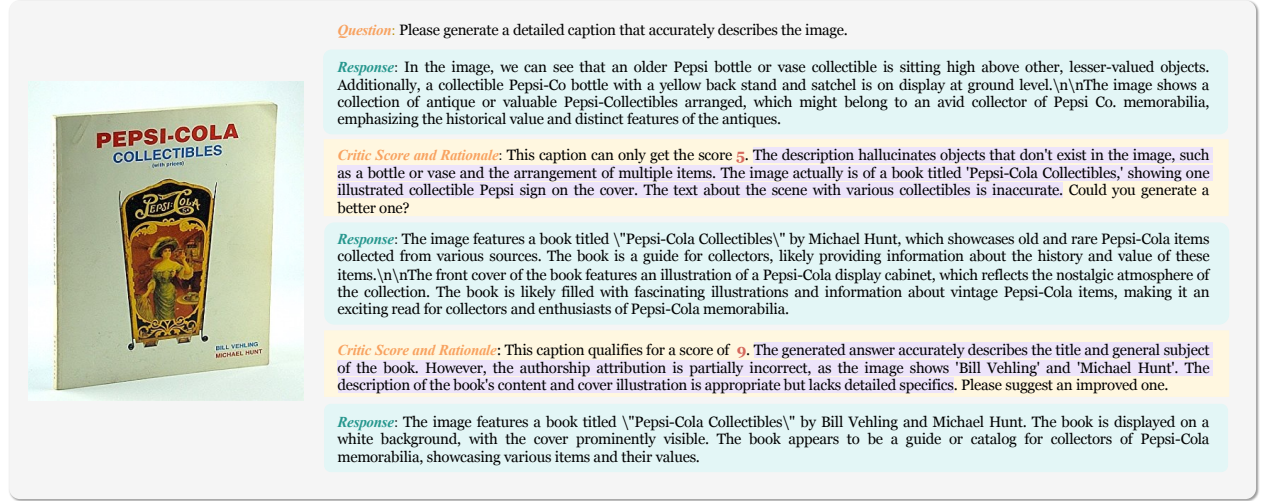 PEPSI-COLA
COLLECTIBLES
(with prices)
PEPSI-COLA
BILL VEHLING
MICHAEL HUNT
Question: Please generate a detailed caption that accurately describes the image.
Response: In the image, we can see that an older Pepsi bottle or vase collectible is sitting high above other, lesser-valued objects.
Additionally, a collectible Pepsi-Co bottle with a yellow back stand and satchel is on display at ground level.\n\nThe image shows a
collection of antique or valuable Pepsi-Collectibles arranged, which might belong to an avid collector of Pepsi Co. memorabilia,
emphasizing the historical value and distinct features of the antiques.
Critic Score and Rationale: This caption can only get the score 5. The description hallucinates objects that don't exist in the image, such
as a bottle or vase and the arrangement of multiple items. The image actually is of a book titled 'Pepsi-Cola Collectibles,' showing one
illustrated collectible Pepsi sign on the cover. The text about the scene with various collectibles is inaccurate. Could you generate a
better one?
Response: The image features a book titled \"Pepsi-Cola Collectibles\" by Michael Hunt, which showcases old and rare Pepsi-Cola items
collected from various sources. The book is a guide for collectors, likely providing information about the history and value of these
items.\n\nThe front cover of the book features an illustration of a Pepsi-Cola display cabinet, which reflects the nostalgic atmosphere of
the collection. The book is likely filled with fascinating illustrations and information about vintage Pepsi-Cola items, making it an
exciting read for collectors and enthusiasts of Pepsi-Cola memorabilia.
Critic Score and Rationale: This caption qualifies for a score of 9. The generated answer accurately describes the title and general subject
of the book. However, the authorship attribution is partially incorrect, as the image shows 'Bill Vehling' and 'Michael Hunt'. The
description of the book's content and cover illustration is appropriate but lacks detailed specifics. Please suggest an improved one.
Response: The image features a book titled \"Pepsi-Cola Collectibles\" by Bill Vehling and Michael Hunt. The book is displayed on a
white background, with the cover prominently visible. The book appears to be a guide or catalog for collectors of Pepsi-Cola
memorabilia, showcasing various items and their values.